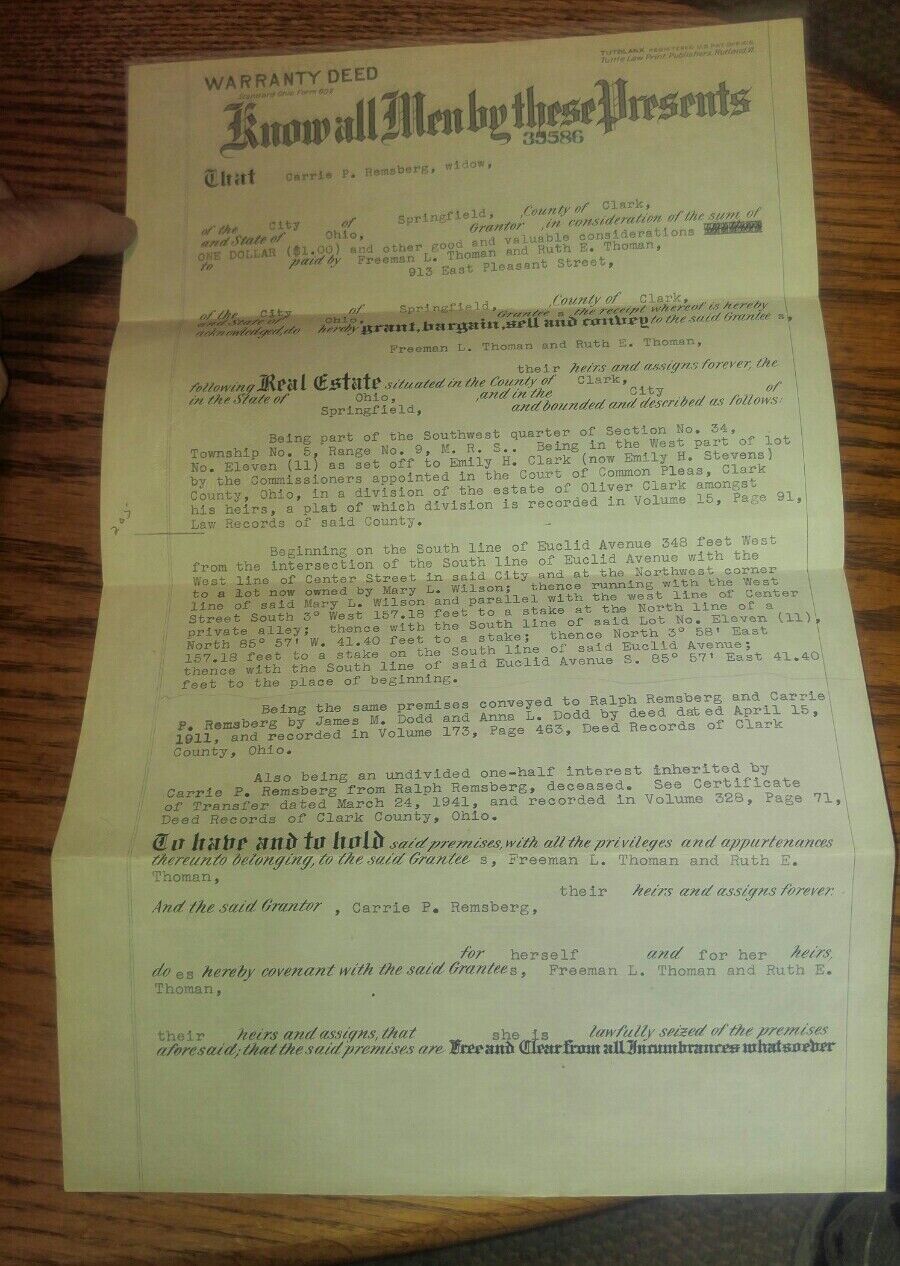 WARRANTY DEED
Standard Ohio Form 808
TUTBLANX REGISTERED U.S. PAT. OFFICE
Tuttle Law Print, Publishers, Rutland, Vt.
Know all Men by these Presents
35586
That Carrie P. Remsberg, widow,
of the City of Springfield, County of Clark,
and State of Ohio, Grantor, in consideration of the sum of
ONE DOLLAR ($1.00) and other good and valuable considerations
to paid by Freeman L. Thoman and Ruth E. Thoman,
913 East Pleasant Street,
of the City of Springfield, County of Clark,
and State of Ohio, Grantee s the receipt whereof is hereby
acknowledged, do hereby grant, bargain, sell and convey to the said Grantee s,
Freeman L. Thoman and Ruth E. Thoman,
their heirs and assigns forever, the
following Real Estate situated in the County of Clark,
in the State of Ohio, and in the City of
Springfield, and bounded and described as follows:
Being part of the Southwest quarter of Section No. 34,
Township No. 5, Range No. 9, M. R. S.. Being in the West part of lot
No. Eleven (11) as set off to Emily H. Clark (now Emily H. Stevens)
by the Commissioners appointed in the Court of Common Pleas, Clark
County, Ohio, in a division of the estate of Oliver Clark amongst
his heirs, a plat of which division is recorded in Volume 15, Page 91,
Law Records of said County.
Beginning on the South line of Euclid Avenue 348 feet West
from the intersection of the South line of Euclid Avenue with the
West line of Center Street in said City and at the Northwest corner
to a lot now owned by Mary L. Wilson; thence running with the West
line of said Mary L. Wilson and parallel with the west line of Center
Street South 3° West 157.18 feet to a stake at the North line of a
private alley; thence with the South line of said Lot No. Eleven (11),
North 85° 57' W. 41.40 feet to a stake; thence North 3° 58' East
157.18 feet to a stake on the South line of said Euclid Avenue;
thence with the South line of said Euclid Avenue S. 85° 57' East 41.40
feet to the place of beginning.
Being the same premises conveyed to Ralph Remsberg and Carrie
P. Remsberg by James M. Dodd and Anna L. Dodd by deed dated April 15,
1911, and recorded in Volume 173, Page 463, Deed Records of Clark
County, Ohio.
Also being an undivided one-half interest inherited by
Carrie P. Remsberg from Ralph Remsberg, deceased. See Certificate
of Transfer dated March 24, 1941, and recorded in Volume 328, Page 71,
Deed Records of Clark County, Ohio.
To have and to hold said premises, with all the privileges and appurtenances
thereunto belonging, to the said Grantee s, Freeman L. Thoman and Ruth E.
Thoman,
their heirs and assigns forever.
And the said Grantor , Carrie P. Remsberg,
for herself and for her heirs,
do es hereby covenant with the said Grantees, Freeman L. Thoman and Ruth E.
Thoman,
their heirs and assigns, that she is lawfully seized of the premises
aforesaid; that the said premises are Free and Clear from all Incumbrances whatsoever